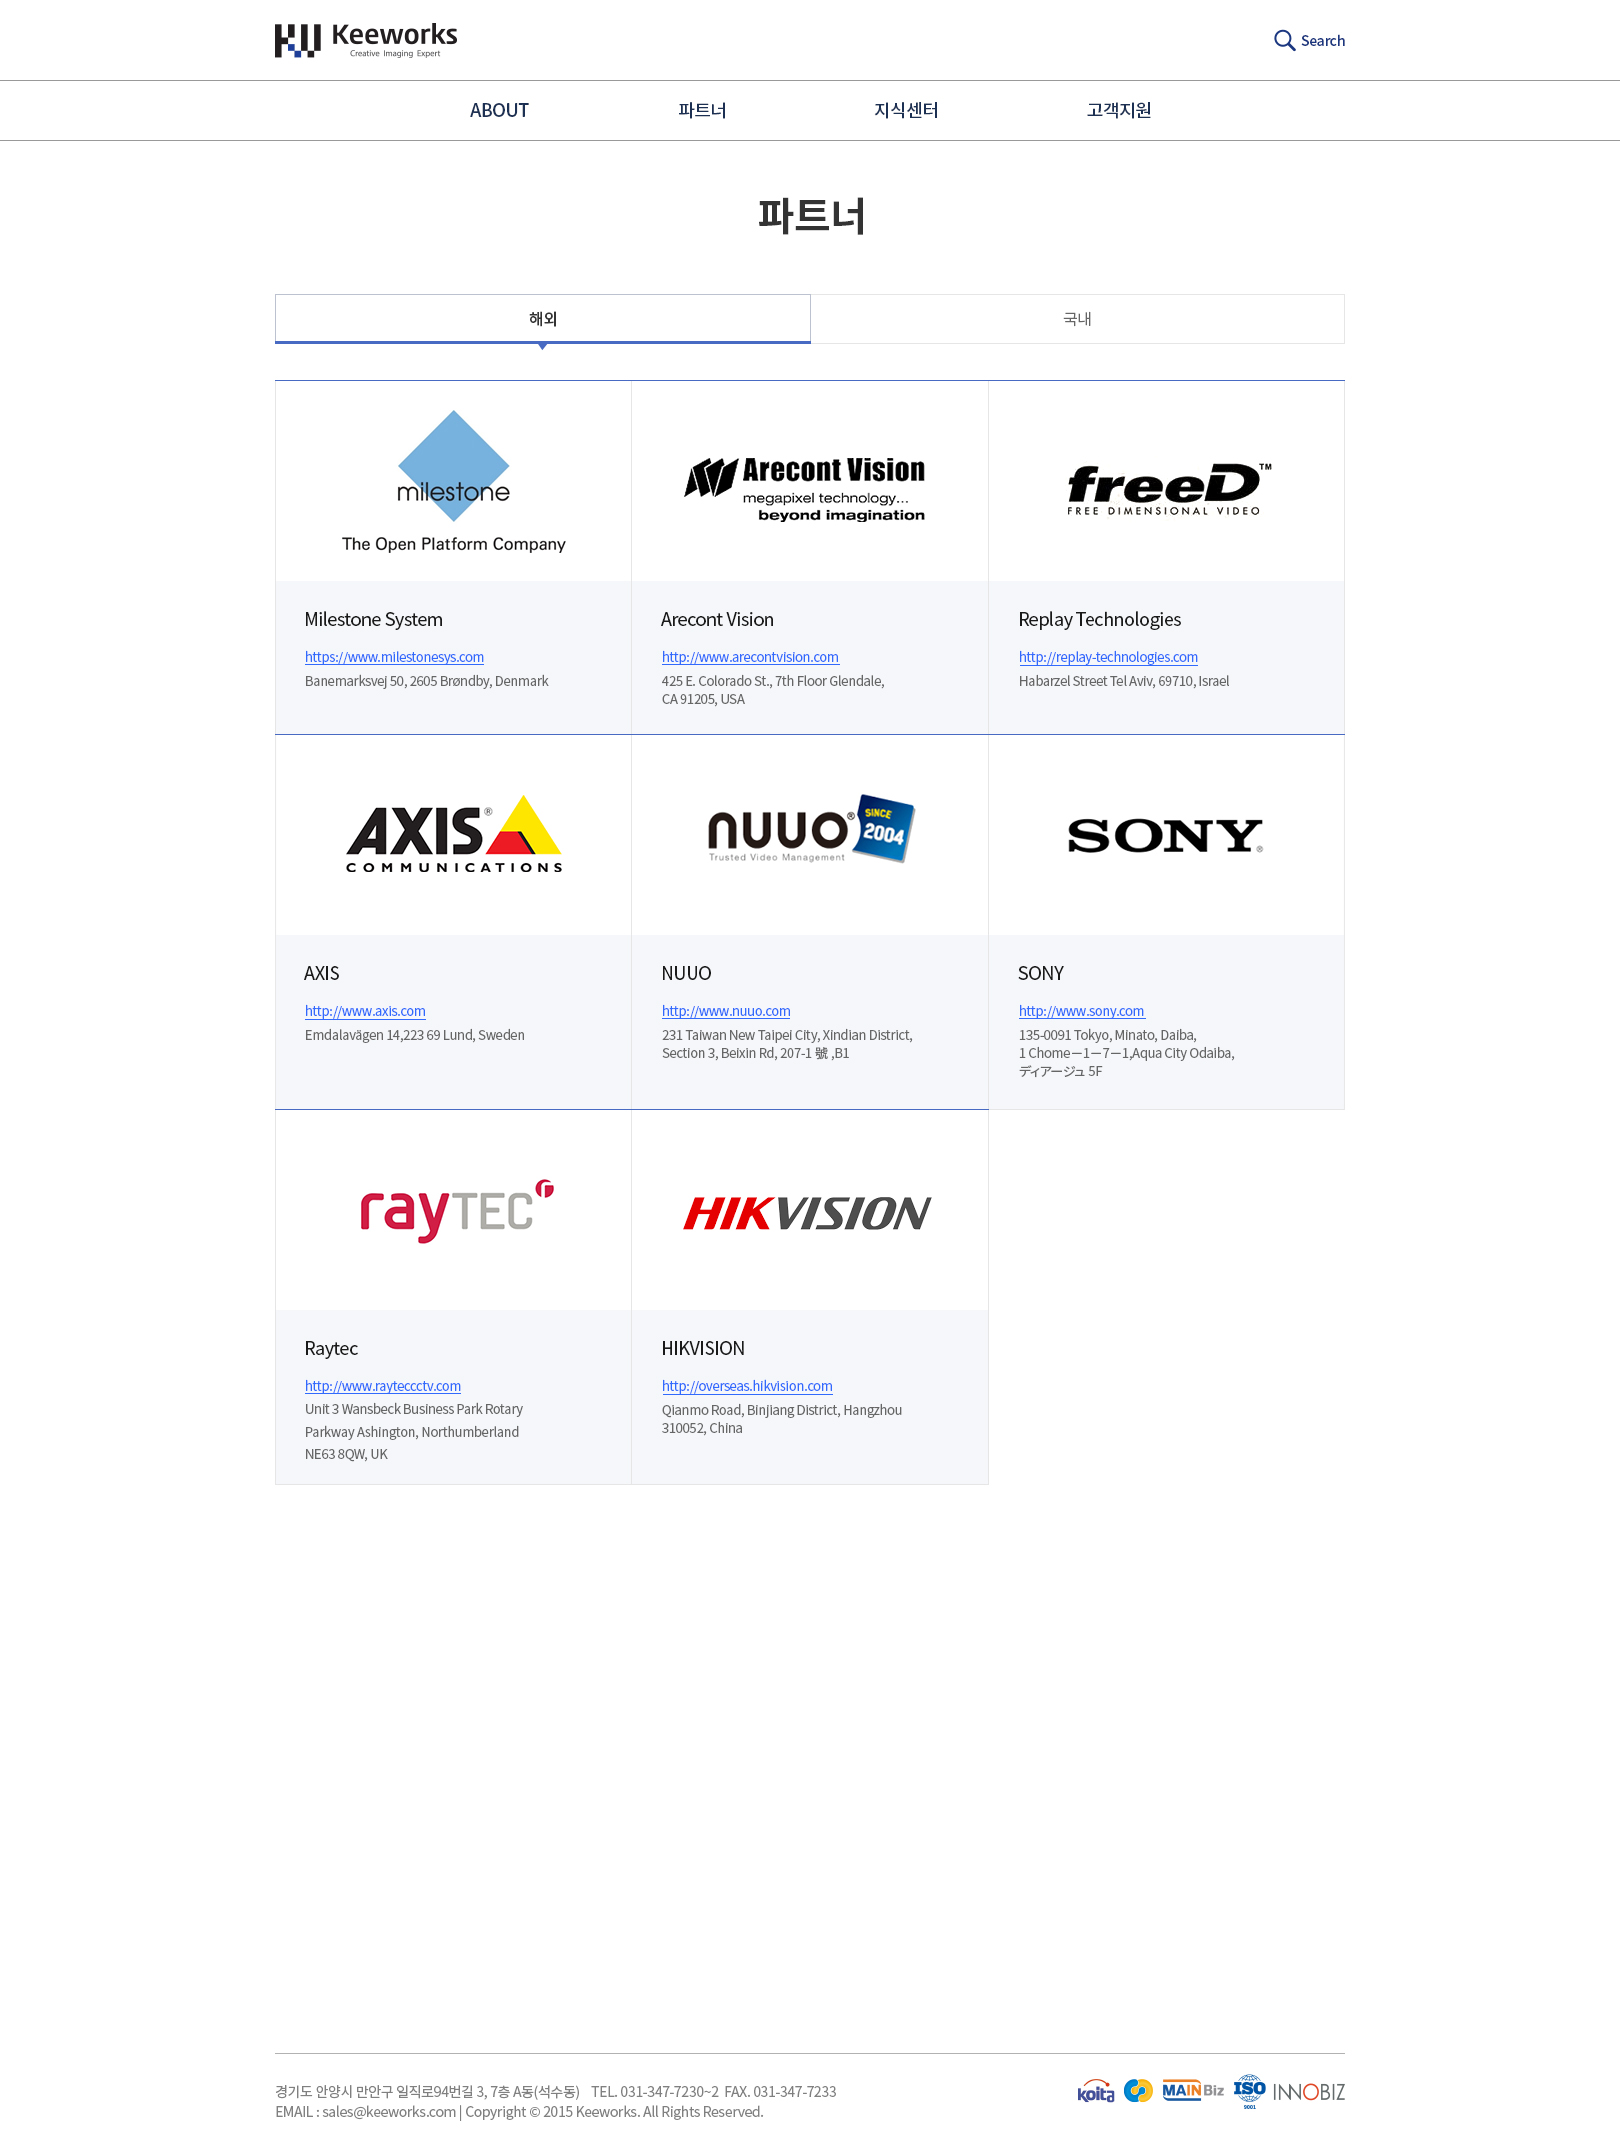 Keeworks
Creative Imaging Expert
Search
ABOUT
파트너
지식센터
고객지원
파트너
해외
국내
milestone
The Open Platform Company
Arecont Vision
megapixel technology...
beyond imagination
freeD™
FREE DIMENSIONAL VIDEO
Milestone System
https://www.milestonesys.com
Banemarksvej 50, 2605 Brøndby, Denmark
Arecont Vision
http://www.arecontvision.com
425 E. Colorado St., 7th Floor Glendale,
CA 91205, USA
Replay Technologies
http://replay-technologies.com
Habarzel Street Tel Aviv, 69710, Israel
AXIS®
COMMUNICATIONS
nuuo®
Trusted Video Management
SINCE
2004
SONY®
AXIS
http://www.axis.com
Emdalavägen 14,223 69 Lund, Sweden
NUUO
http://www.nuuo.com
231 Taiwan New Taipei City, Xindian District,
Section 3, Beixin Rd, 207-1 號 ,B1
SONY
http://www.sony.com
135-0091 Tokyo, Minato, Daiba,
1 Chomeー1ー7ー1,Aqua City Odaiba,
ディアージュ 5F
rayTEC
HIKVISION
Raytec
http://www.rayteccctv.com
Unit 3 Wansbeck Business Park Rotary
Parkway Ashington, Northumberland
NE63 8QW, UK
HIKVISION
http://overseas.hikvision.com
Qianmo Road, Binjiang District, Hangzhou
310052, China
경기도 안양시 만안구 일직로94번길 3, 7층 A동(석수동) TEL. 031-347-7230~2 FAX. 031-347-7233
EMAIL : sales@keeworks.com | Copyright © 2015 Keeworks. All Rights Reserved.
koita
MAINBiz
ISO
9001
INNOBIZ